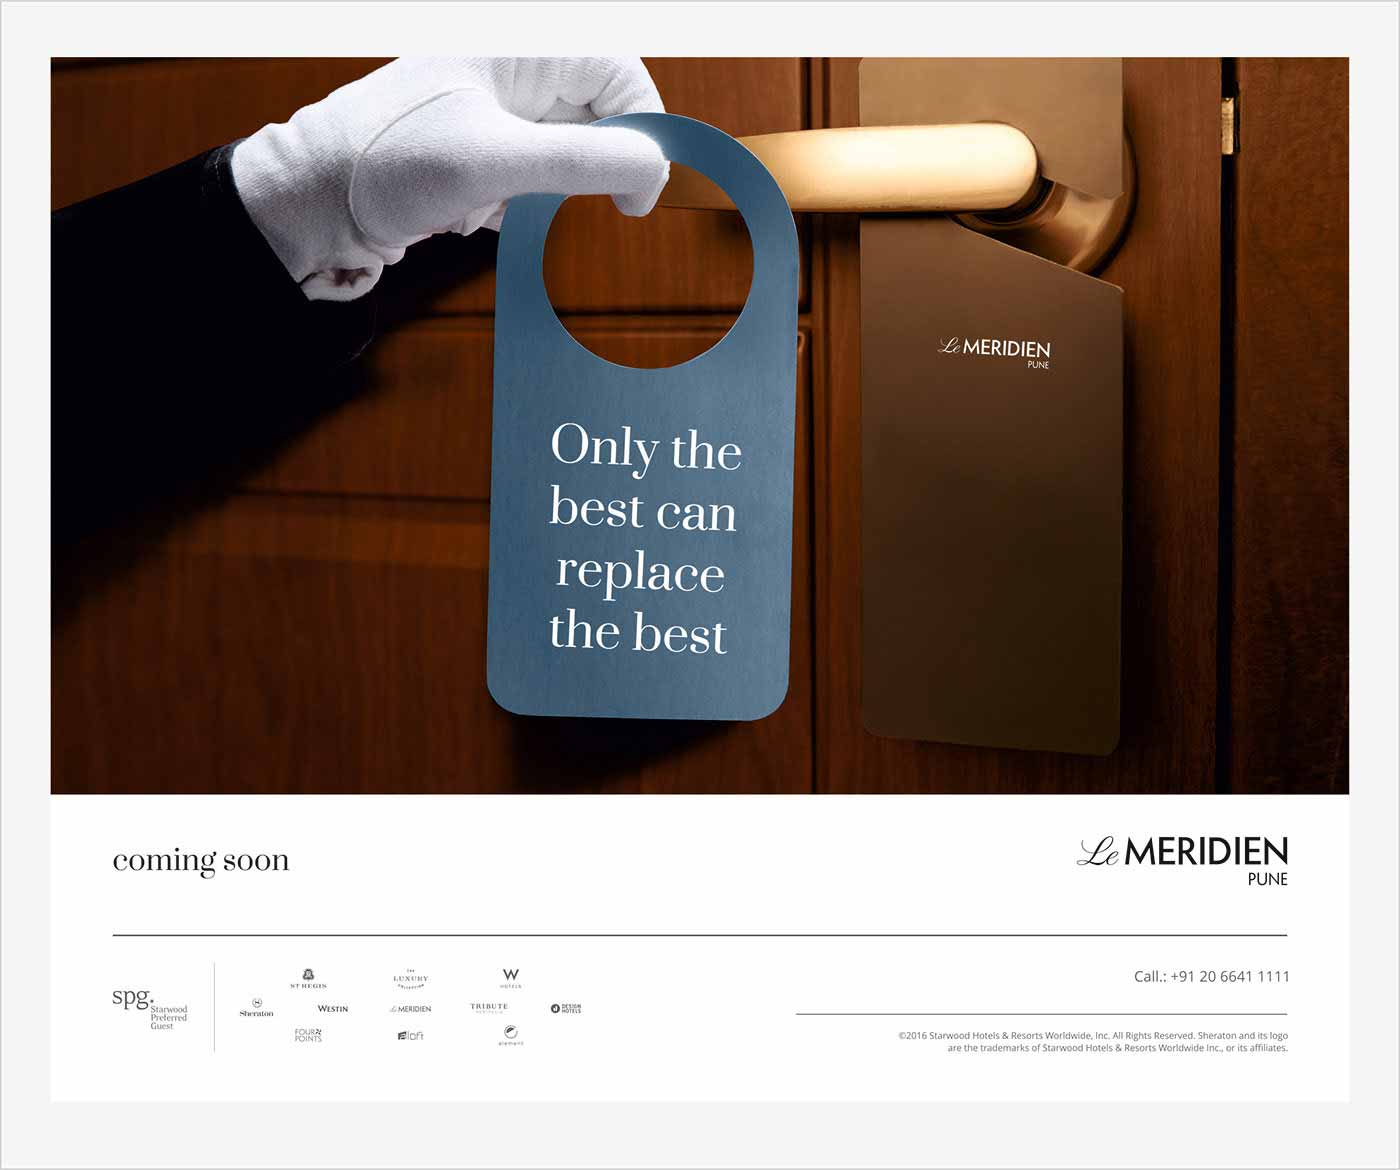 Le MERIDIEN
PUNE
Only the
best can
replace
the best
coming soon
Le MERIDIEN
PUNE
spg.
Starwood
Preferred
Guest
ST REGIS
THE
LUXURY
COLLECTION
W
HOTELS
Sheraton
WESTIN
Le MERIDIEN
TRIBUTE
PORTFOLIO
DESIGN
HOTELS
FOUR
POINTS
aloft
element
Call.: +91 20 6641 1111
©2016 Starwood Hotels & Resorts Worldwide, Inc. All Rights Reserved. Sheraton and its logo
are the trademarks of Starwood Hotels & Resorts Worldwide Inc., or its affiliates.